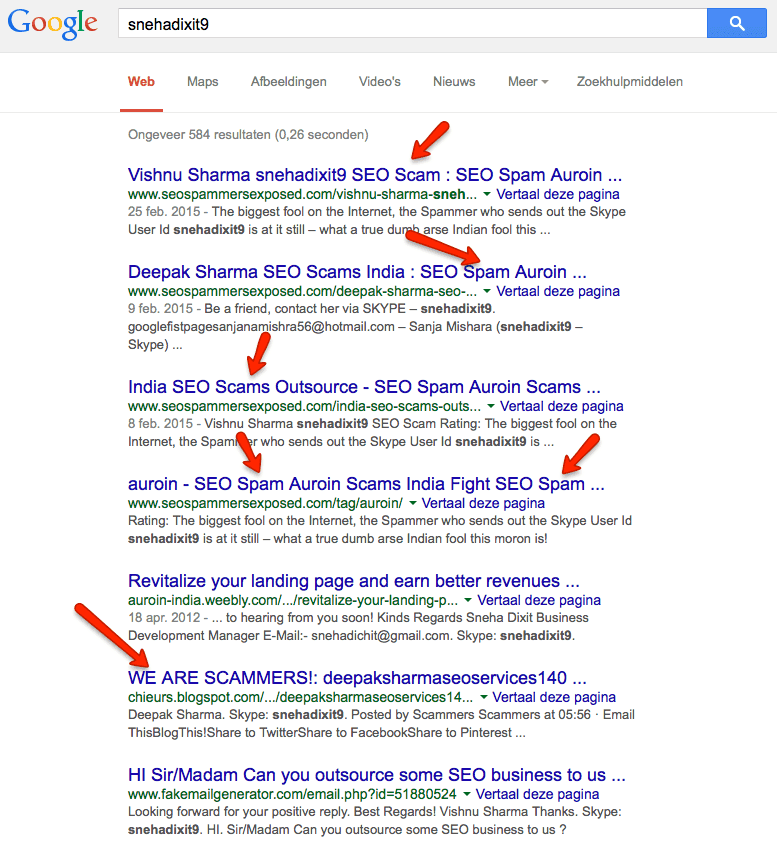 Google snehadixit9
Web Maps Afbeeldingen Video's Nieuws Meer Zoekhulpmiddelen
Ongeveer 584 resultaten (0,26 seconden)
Vishnu Sharma snehadixit9 SEO Scam : SEO Spam Auroin ...
www.seospammersexposed.com/vishnu-sharma-sneh... Vertaal deze pagina
25 feb. 2015 - The biggest fool on the Internet, the Spammer who sends out the Skype
User Id snehadixit9 is at it still – what a true dumb arse Indian fool this ...
Deepak Sharma SEO Scams India : SEO Spam Auroin ...
www.seospammersexposed.com/deepak-sharma-seo-... Vertaal deze pagina
9 feb. 2015 - Be a friend, contact her via SKYPE – snehadixit9.
googlefistpagesanjanamishra56@hotmail.com – Sanja Mishara (snehadixit9 –
Skype) ...
India SEO Scams Outsource - SEO Spam Auroin Scams ...
www.seospammersexposed.com/india-seo-scams-outs... Vertaal deze pagina
8 feb. 2015 - Vishnu Sharma snehadixit9 SEO Scam Rating: The biggest fool on the
Internet, the Spammer who sends out the Skype User Id snehadixit9 is ...
auroin - SEO Spam Auroin Scams India Fight SEO Spam ...
www.seospammersexposed.com/tag/auroin/ Vertaal deze pagina
Rating: The biggest fool on the Internet, the Spammer who sends out the Skype User Id
snehadixit9 is at it still – what a true dumb arse Indian fool this moron is!
Revitalize your landing page and earn better revenues ...
auroin-india.weebly.com/.../revitalize-your-landing-p... Vertaal deze pagina
18 apr. 2012 - ... to hearing from you soon! Kinds Regards Sneha Dixit Business
Development Manager E-Mail:- snehadichit@gmail.com. Skype: snehadixit9.
WE ARE SCAMMERS!: deepaksharmaseoservices140 ...
chieurs.blogspot.com/.../deepaksharmaseoservices14... Vertaal deze pagina
Deepak Sharma. Skype: snehadixit9. Posted by Scammers Scammers at 05:56 · Email
ThisBlogThis!Share to TwitterShare to FacebookShare to Pinterest ...
HI Sir/Madam Can you outsource some SEO business to us ...
www.fakemailgenerator.com/email.php?id=51880524 Vertaal deze pagina
Looking forward for your positive reply. Best Regards! Vishnu Sharma Thanks. Skype:
snehadixit9. HI. Sir/Madam Can you outsource some SEO business to us ?